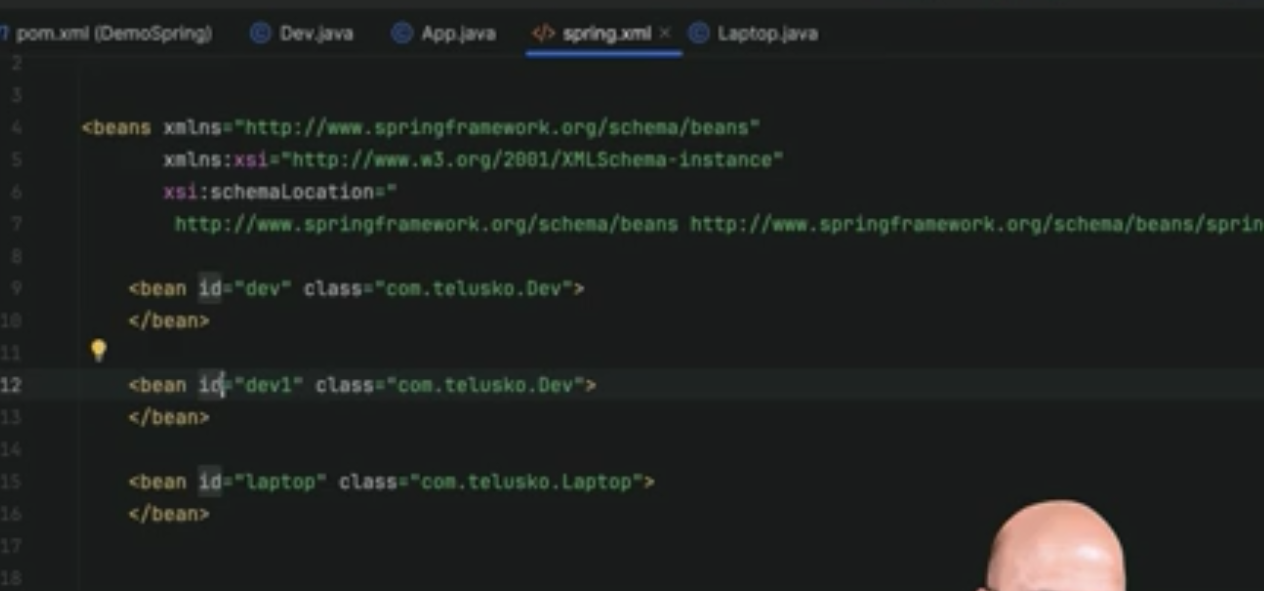 pom.xml (DemoSpring) Dev.java App.java spring.xml Laptop.java
2
3
4 <beans xmlns="http://www.springframework.org/schema/beans"
5 xmlns:xsi="http://www.w3.org/2001/XMLSchema-instance"
6 xsi:schemaLocation="
7 http://www.springframework.org/schema/beans http://www.springframework.org/schema/beans/sprin
8
9 <bean id="dev" class="com.telusko.Dev">
10 </bean>
11
12 <bean id="dev1" class="com.telusko.Dev">
13 </bean>
14
15 <bean id="laptop" class="com.telusko.Laptop">
16 </bean>
17
18